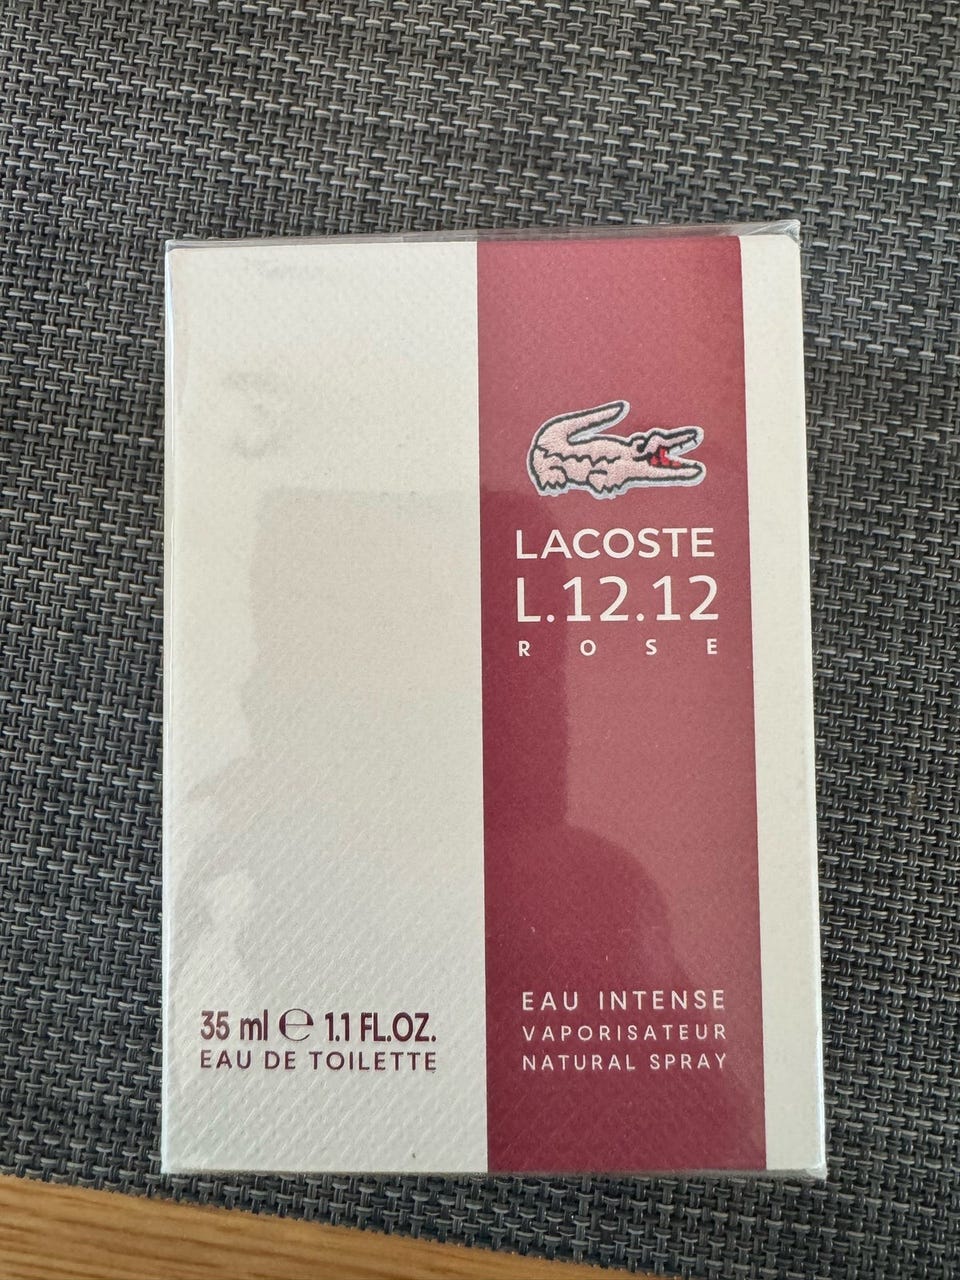 LACOSTE
L.12.12
ROSE
EAU INTENSE
VAPORISATEUR
NATURAL SPRAY
35 ml ℮ 1.1 FL.OZ.
EAU DE TOILETTE